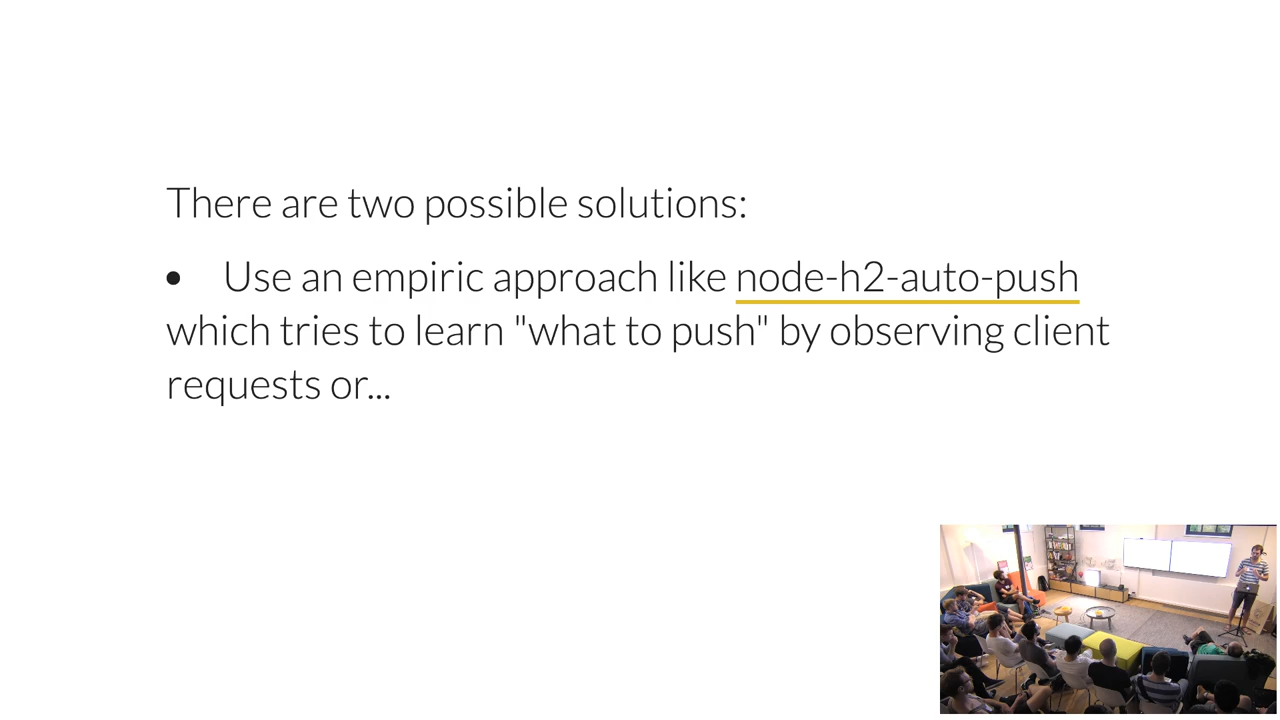 There are two possible solutions:
• Use an empiric approach like node-h2-auto-push
which tries to learn "what to push" by observing client
requests or...